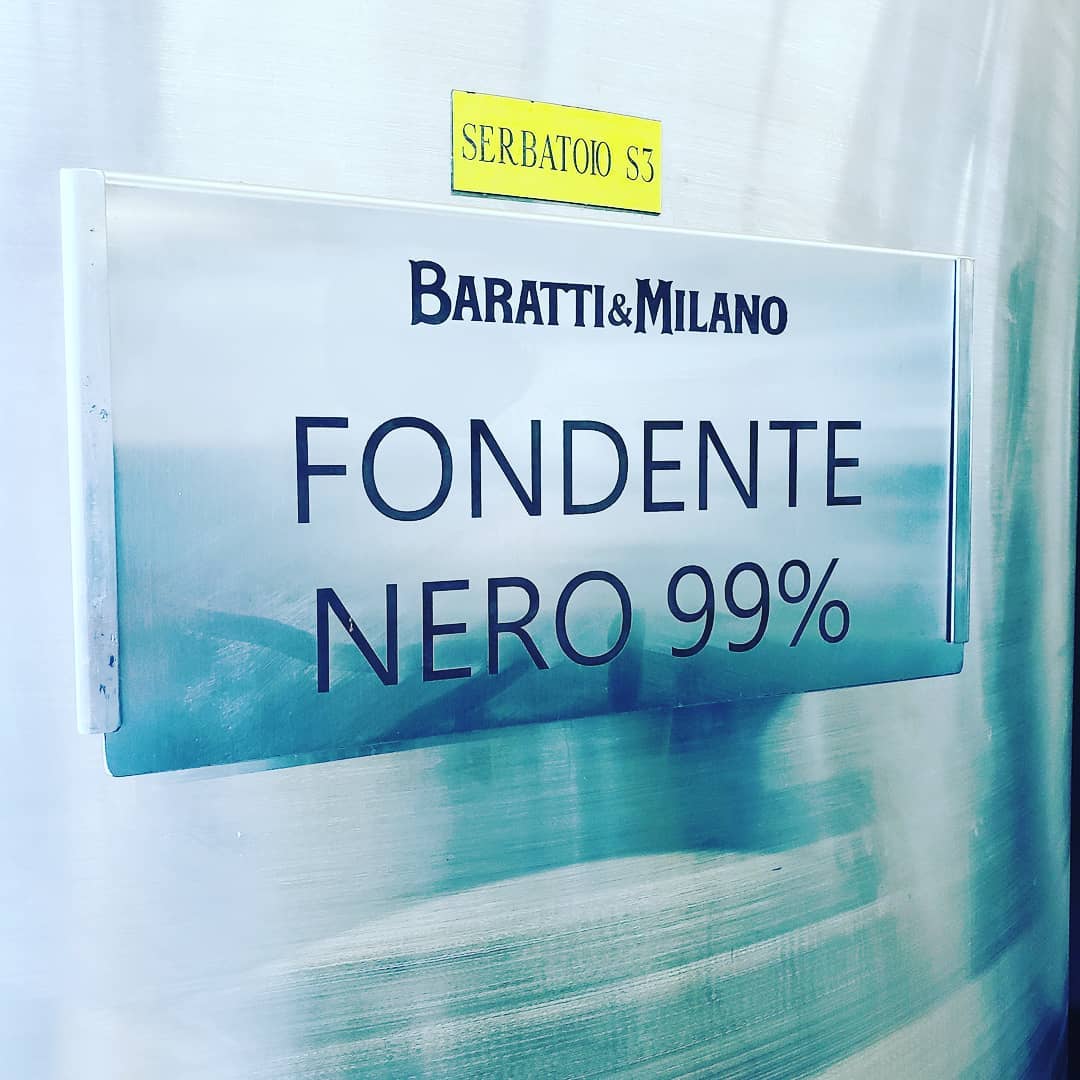 SERBATOIO S3
BARATTI&MILANO
FONDENTE
NERO 99%